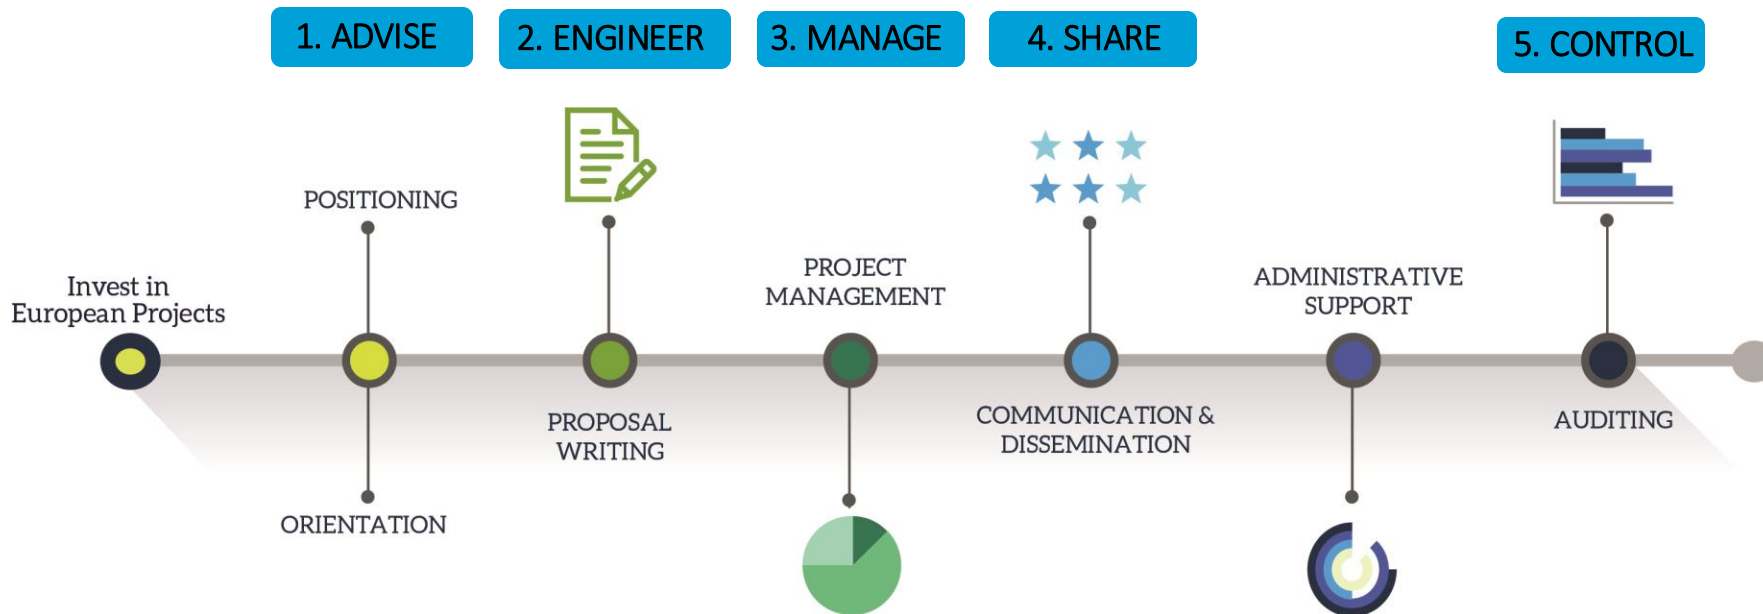 1. ADVISE
2. ENGINEER
3. MANAGE
4. SHARE
5. CONTROL
Invest in
European Projects
POSITIONING
ORIENTATION
PROPOSAL
WRITING
PROJECT
MANAGEMENT
COMMUNICATION &
DISSEMINATION
ADMINISTRATIVE
SUPPORT
AUDITING